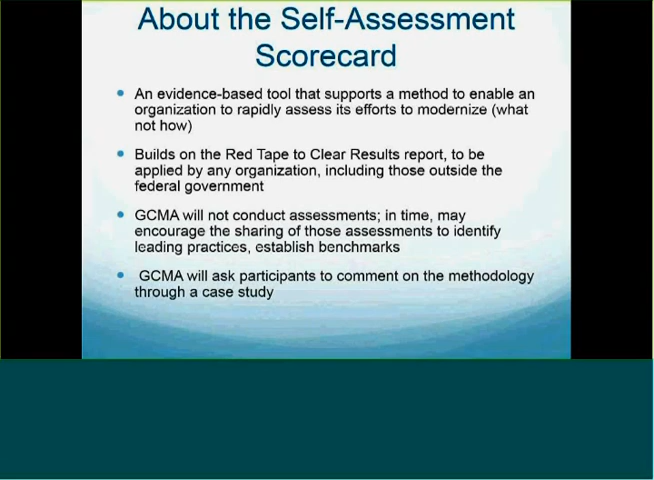 About the Self-Assessment
Scorecard
An evidence-based tool that supports a method to enable an
organization to rapidly assess its efforts to modernize (what
not how)
Builds on the Red Tape to Clear Results report, to be
applied by any organization, including those outside the
federal government
GCMA will not conduct assessments; in time, may
encourage the sharing of those assessments to identify
leading practices, establish benchmarks
GCMA will ask participants to comment on the methodology
through a case study